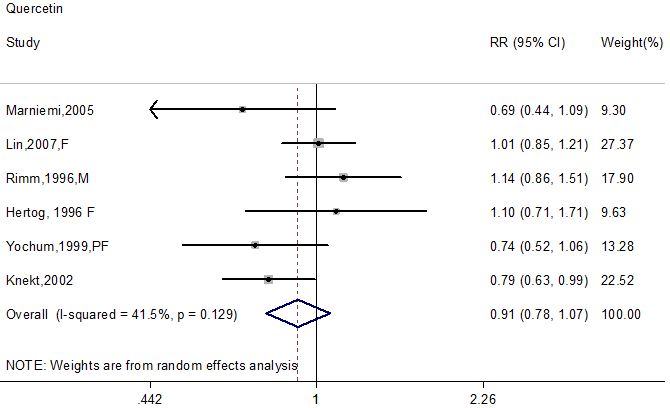 Quercetin
Study RR (95% CI) Weight(%)
Marniemi,2005 0.69 (0.44, 1.09) 9.30
Lin,2007,F 1.01 (0.85, 1.21) 27.37
Rimm,1996,M 1.14 (0.86, 1.51) 17.90
Hertog, 1996 F 1.10 (0.71, 1.71) 9.63
Yochum,1999,PF 0.74 (0.52, 1.06) 13.28
Knekt,2002 0.79 (0.63, 0.99) 22.52
Overall (I-squared = 41.5%, p = 0.129) 0.91 (0.78, 1.07) 100.00
NOTE: Weights are from random effects analysis
.442 1 2.26